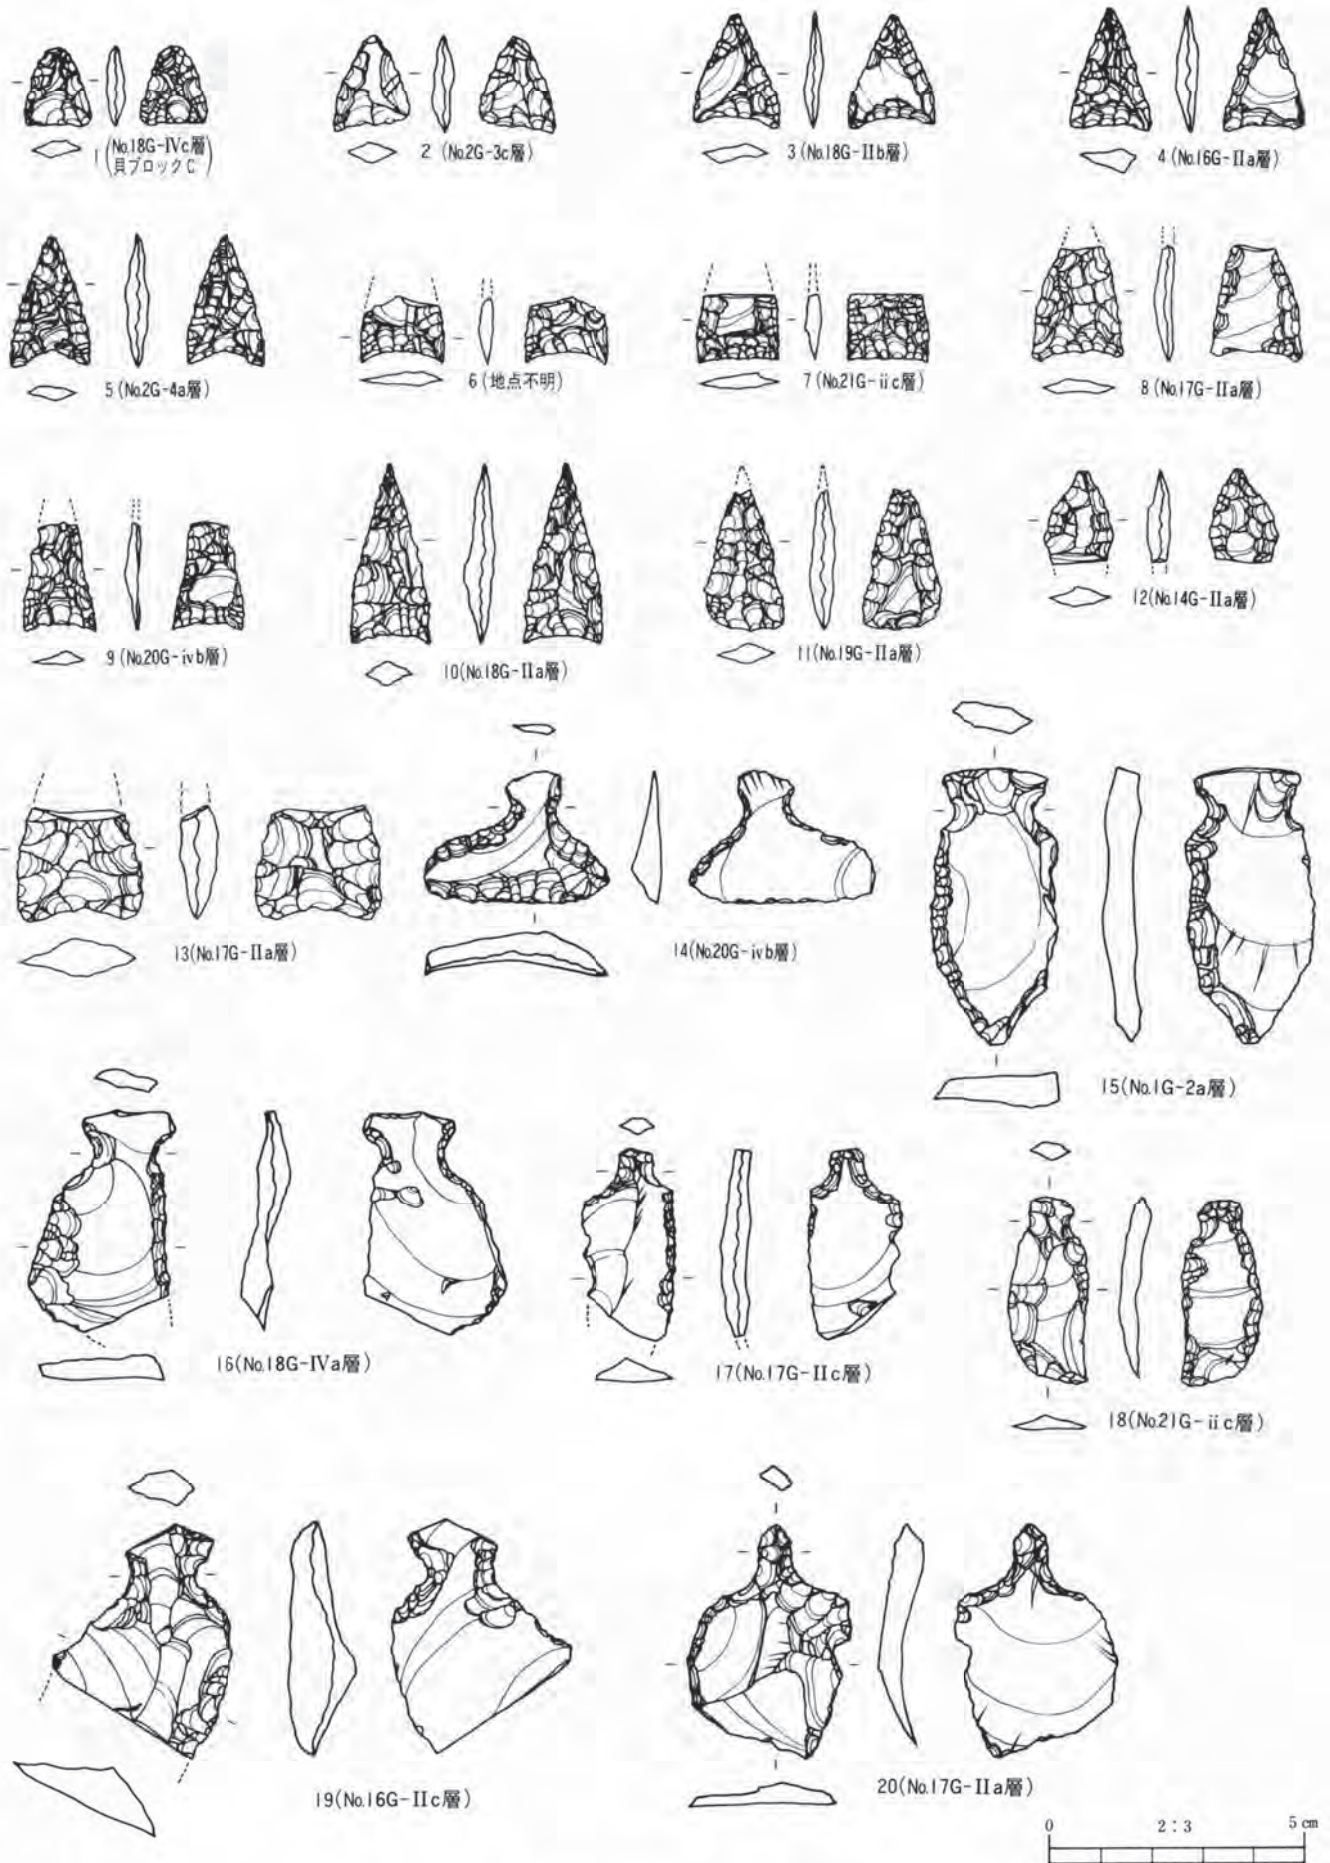 1 (No.18G-IVc層
貝ブロックC)
2 (No.2G-3c層)
3 (No.18G-IIb層)
4 (No.16G-IIa層)
5 (No.2G-4a層)
6 (地点不明)
7 (No.21G-iic層)
8 (No.17G-IIa層)
9 (No.20G-ivb層)
10(No.18G-IIa層)
11(No.19G-IIa層)
12(No.14G-IIa層)
13(No.17G-IIa層)
14(No.20G-ivb層)
15(No.1G-2a層)
16(No.18G-IVa層)
17(No.17G-IIc層)
18(No.21G-iic層)
19(No.16G-IIc層)
20(No.17G-IIa層)
0 2:3 5 cm